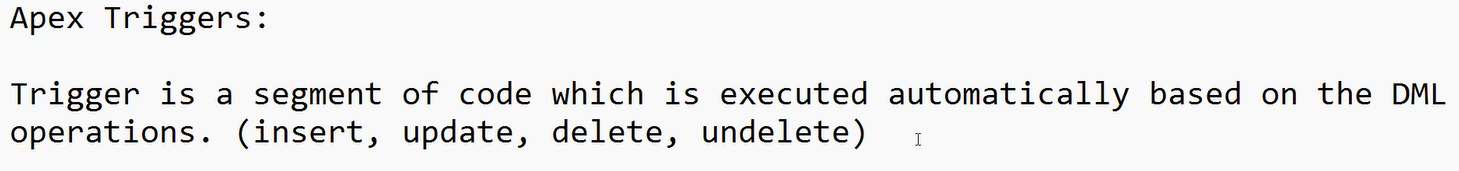 Apex Triggers:
Trigger is a segment of code which is executed automatically based on the DML
operations. (insert, update, delete, undelete)